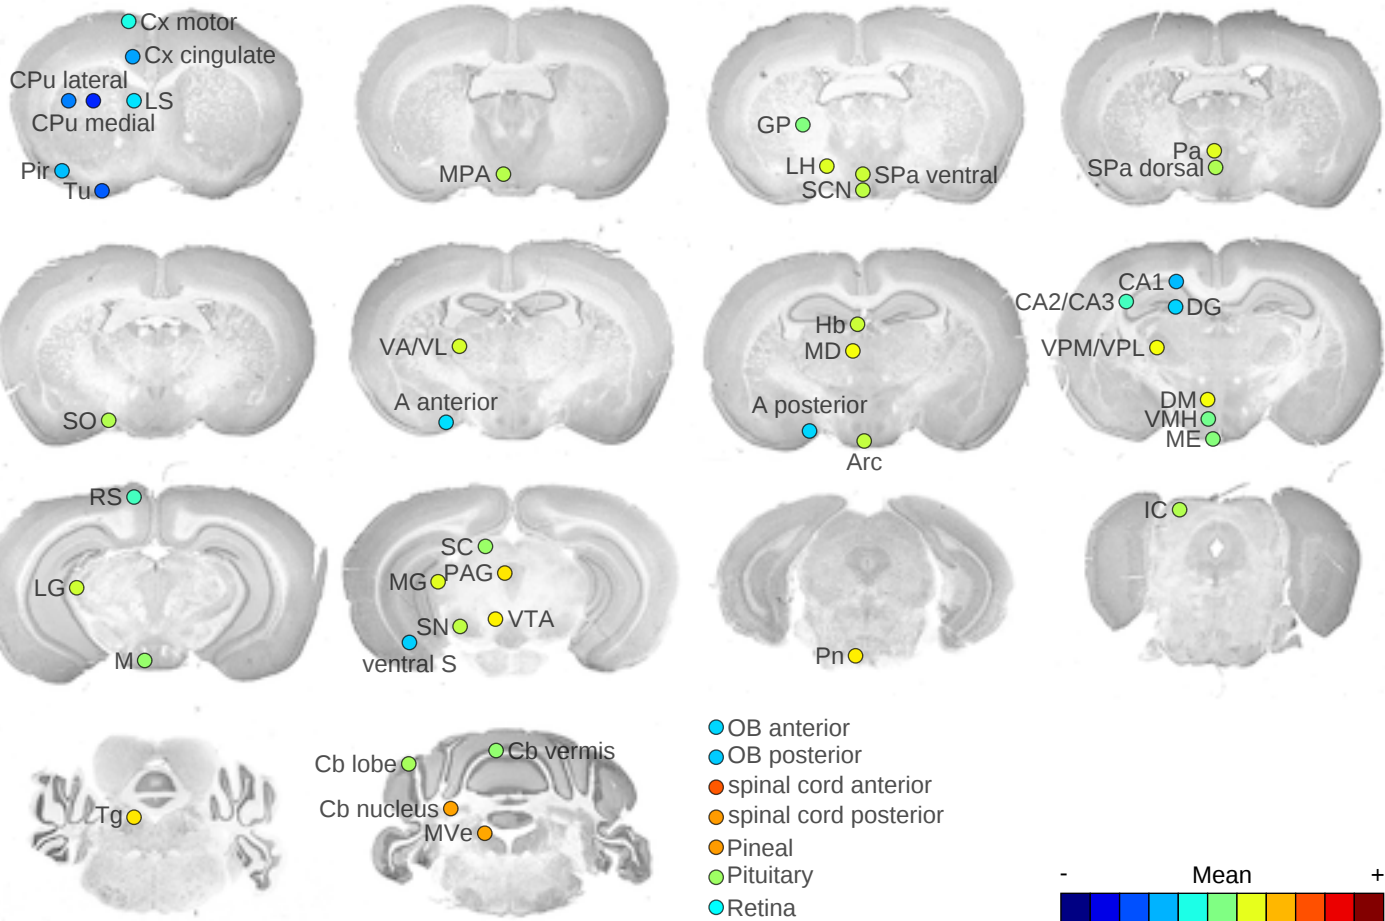 Cx motor
Cx cingulate
CPu lateral
LS
CPu medial
Pir
Tu
MPA
GP
LH
SPa ventral
SCN
Pa
SPa dorsal
SO
VA/VL
A anterior
Hb
MD
A posterior
Arc
CA1
CA2/CA3
DG
VPM/VPL
DM
VMH
ME
RS
LG
M
SC
MG
PAG
SN
VTA
ventral S
Pn
IC
Tg
Cb lobe
Cb vermis
Cb nucleus
MVe
OB anterior
OB posterior
spinal cord anterior
spinal cord posterior
Pineal
Pituitary
Retina
- Mean +